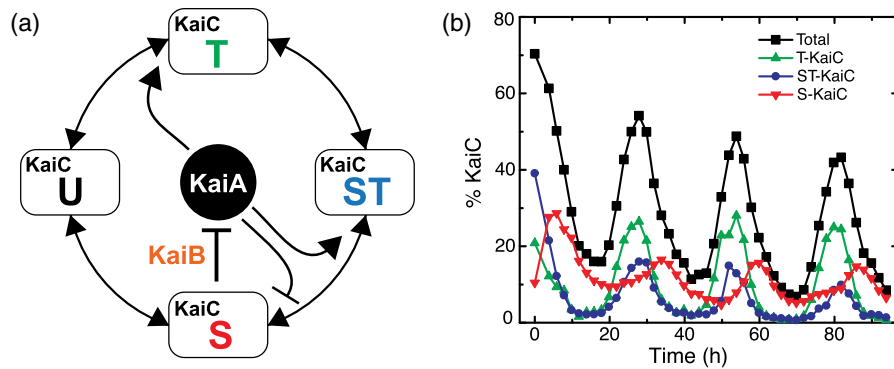 (a)
KaiC
T
KaiC
U
KaiA
KaiC
ST
KaiB
KaiC
S
(b)
% KaiC
80
60
40
20
0
0 20 40 60 80
Time (h)
Total
T-KaiC
ST-KaiC
S-KaiC